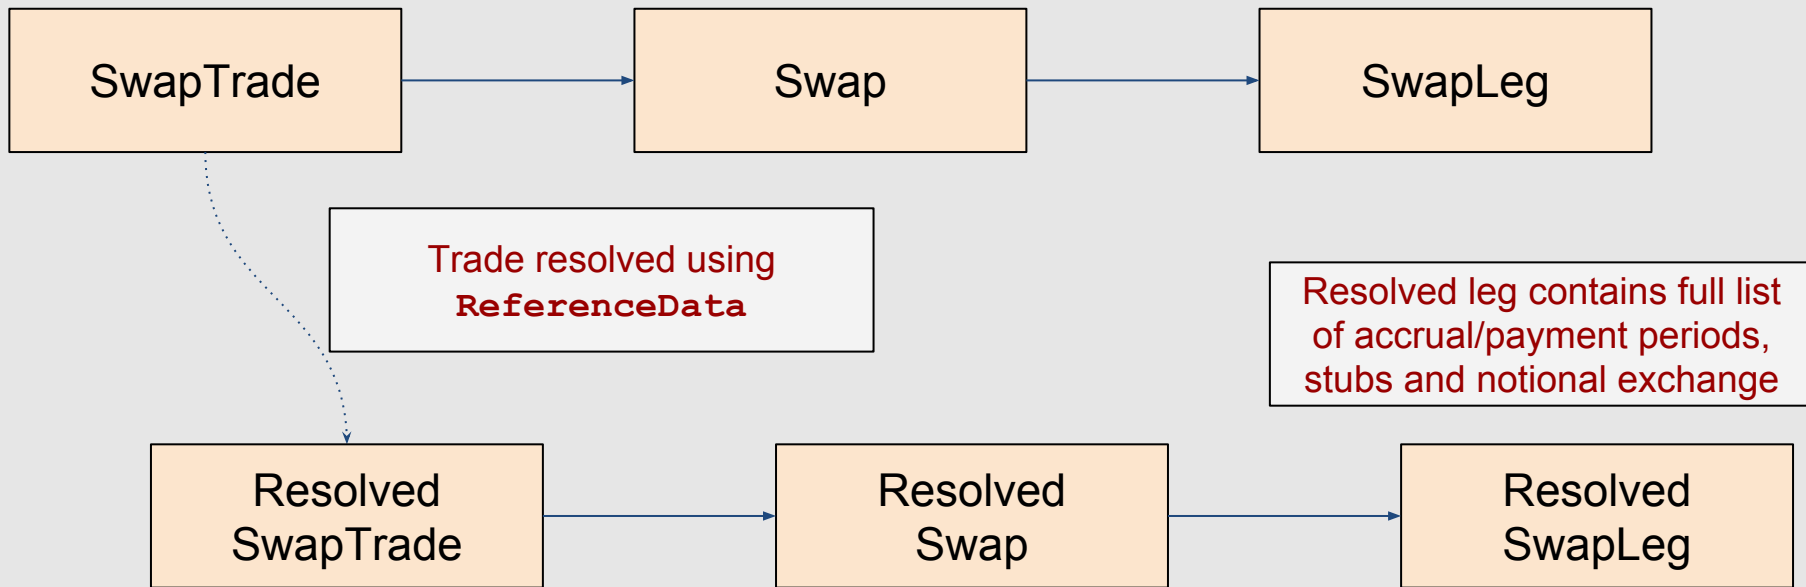 SwapTrade
Swap
SwapLeg
Trade resolved using
ReferenceData
Resolved leg contains full list
of accrual/payment periods,
stubs and notional exchange
Resolved
SwapTrade
Resolved
Swap
Resolved
SwapLeg